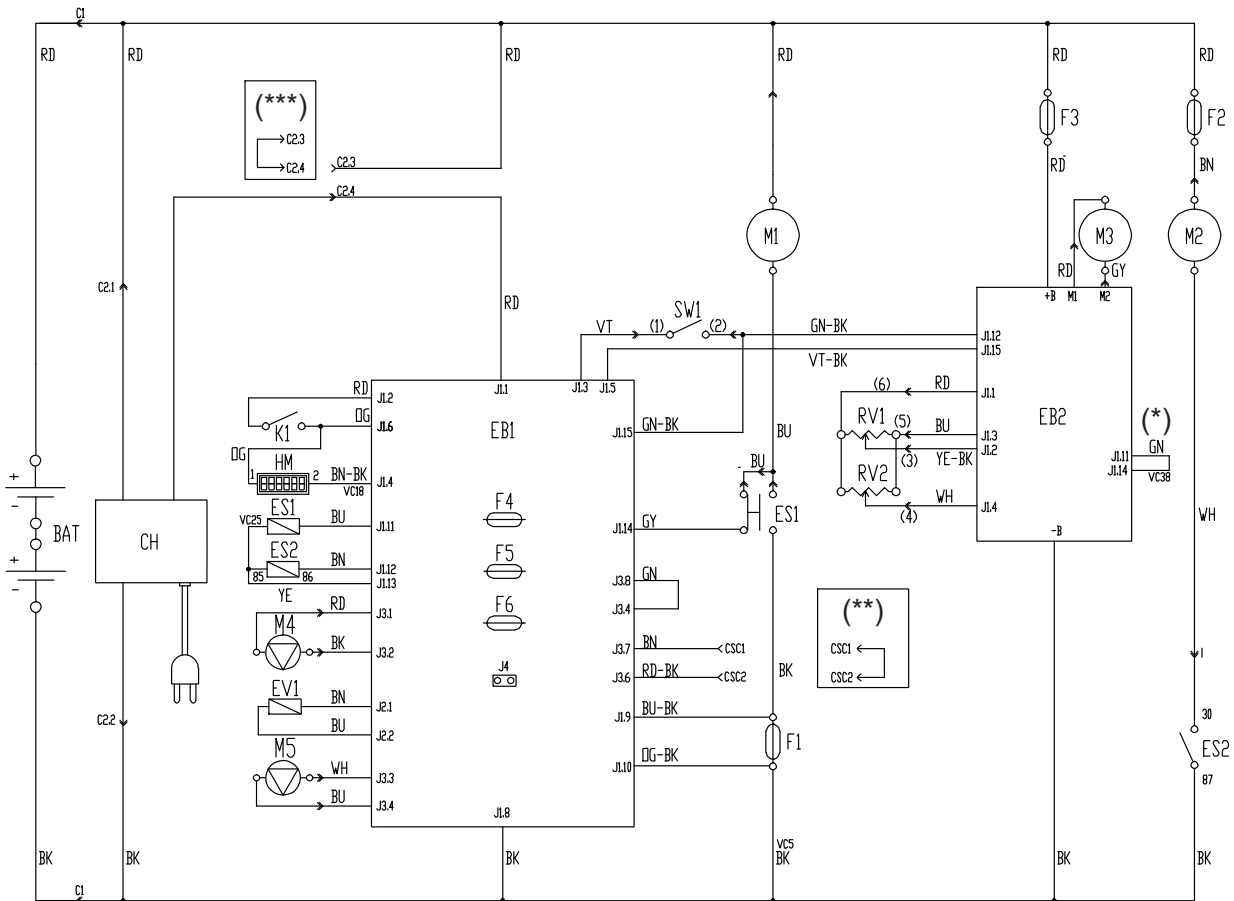 C1
RD
RD
RD
RD
RD
RD
(***)
C2.3
C2.4
C2.3
C2.4
F3
F2
RD
BN
M1
M3
M2
RD
GY
C2.1
RD
+B
M1
M2
VT
(1)
SW1
(2)
GN-BK
J1.12
VT-BK
J1.15
RD
J1.2
J1.1
J1.3
J1.5
(6)
RD
J1.1
K1
OG
J1.6
EB1
GN-BK
J1.15
BU
RV1
(5)
BU
J1.3
EB2
(*)
OG
(3)
YE-BK
J1.2
GN
J1.11
J1.14
VC38
1
HM
2
BN-BK
VC18
J1.4
BU
RV2
WH
J1.4
(4)
VC25
ES1
BU
J1.11
F4
GY
J1.14
ES1
-B
WH
+
-
BAT
+
-
CH
ES2
BN
J1.12
85
86
J1.13
YE
F5
GN
J3.8
J3.4
RD
J3.1
M4
BK
J3.2
F6
J4
BN
J3.7
CSC1
RD-BK
J3.6
CSC2
(**)
CSC1
CSC2
BK
1
EV1
BN
J2.1
BU
J2.2
C2.2
BU-BK
J1.9
F1
OG-BK
J1.10
30
ES2
87
M5
WH
J3.3
BU
J3.4
J1.8
VC5
BK
BK
BK
BK
BK
BK
C1